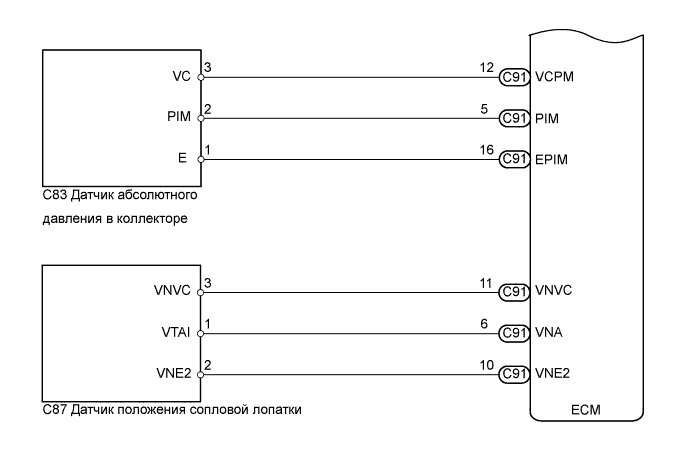 VC 3 12 C91 VCPM
PIM 2 5 C91 PIM
E 1 16 C91 EPIM
C83 Датчик абсолютного
давления в коллекторе
VNVC 3 11 C91 VNVC
VTAI 1 6 C91 VNA
VNE2 2 10 C91 VNE2
C87 Датчик положения сопловой лопатки
ECM